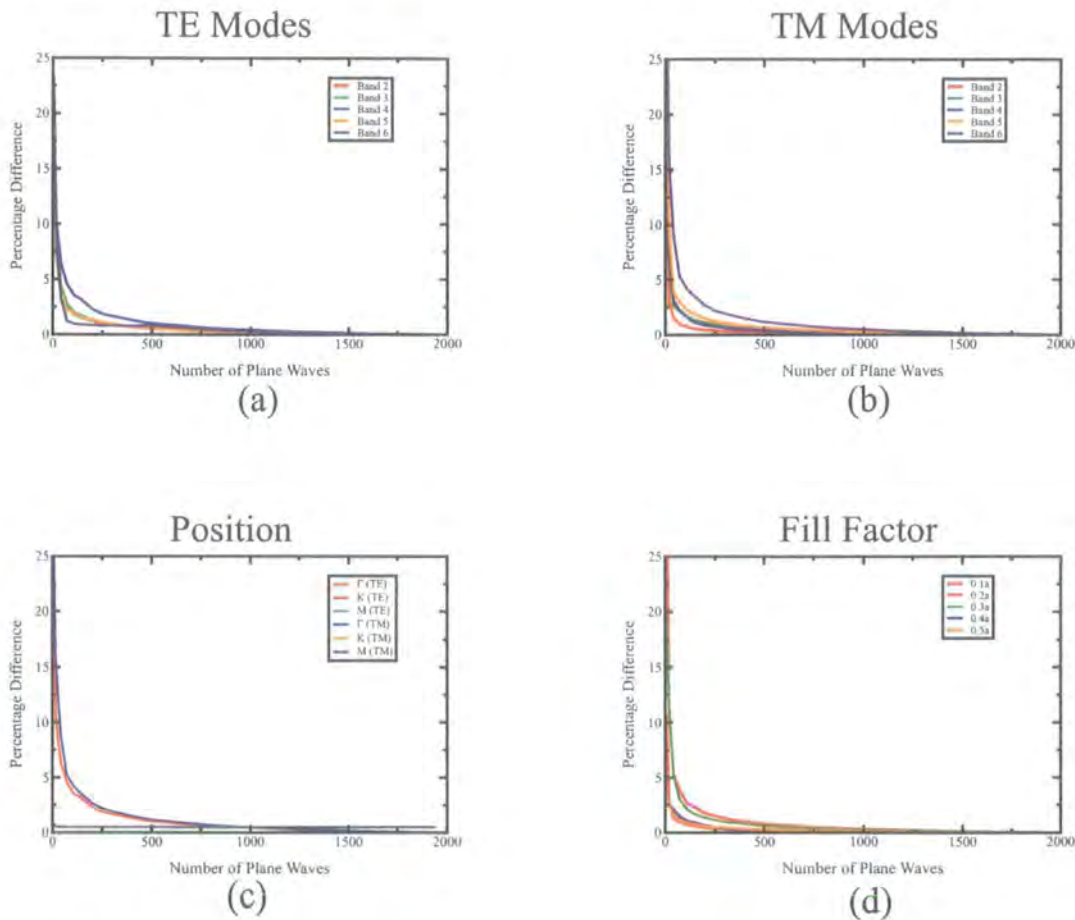 TE Modes
25
20
15
10
5
0
Percentage Difference
Band 2
Band 3
Band 4
Band 5
Band 6
0 500 1000 1500 2000
Number of Plane Waves
(a)
TM Modes
25
20
15
10
5
0
Percentage Difference
Band 2
Band 3
Band 4
Band 5
Band 6
0 500 1000 1500 2000
Number of Plane Waves
(b)
Position
25
20
15
10
5
0
Percentage Difference
Γ (TE)
K (TE)
M (TE)
Γ (TM)
K (TM)
M (TM)
0 500 1000 1500 2000
Number of Plane Waves
(c)
Fill Factor
25
20
15
10
5
0
Percentage Difference
0.1a
0.2a
0.3a
0.4a
0.5a
0 500 1000 1500 2000
Number of Plane Waves
(d)